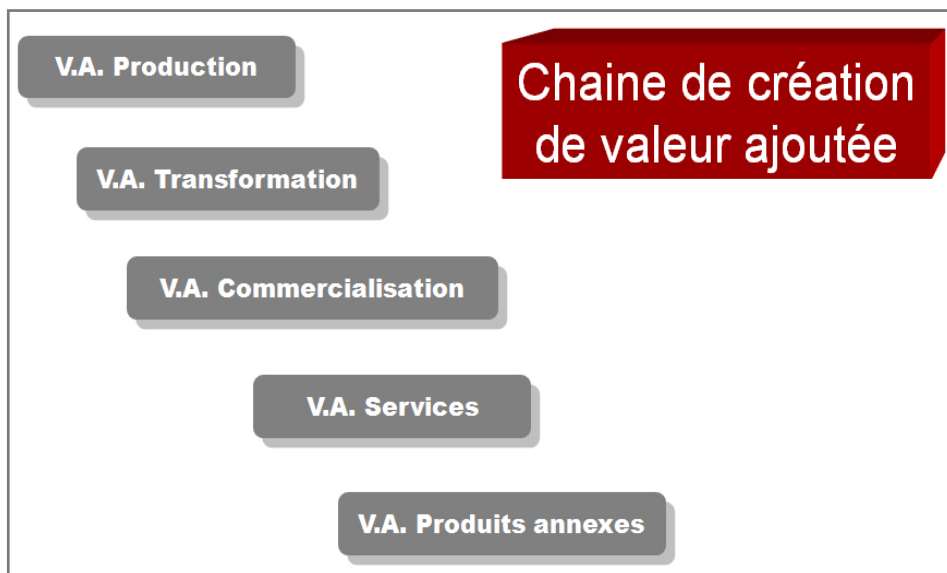 V.A. Production
Chaine de création
de valeur ajoutée
V.A. Transformation
V.A. Commercialisation
V.A. Services
V.A. Produits annexes